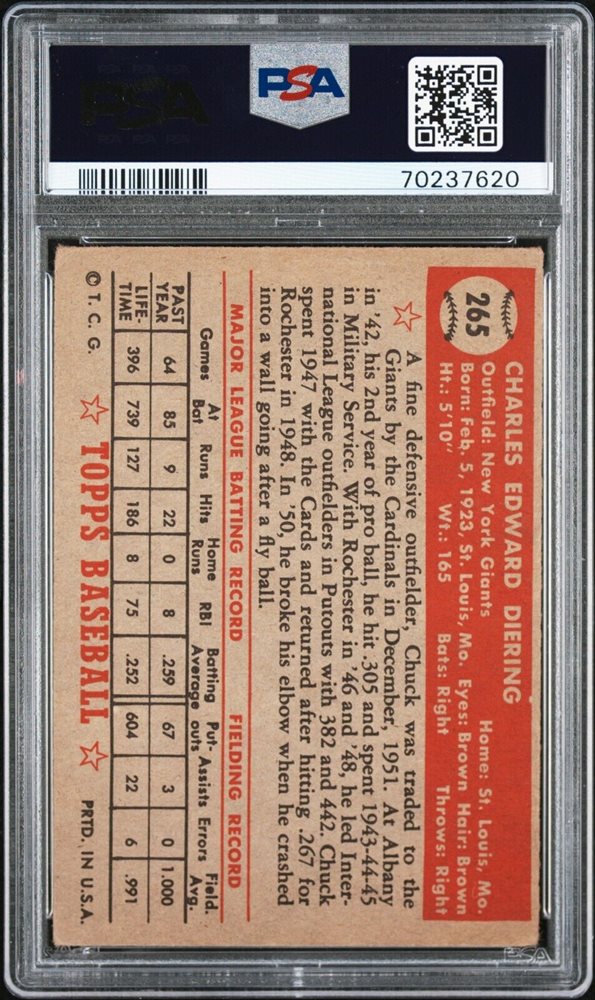 PSA
PSA
70237620
265
CHARLES EDWARD DIERING
Outfield: New York Giants Home: St. Louis, Mo.
Born: Feb. 5, 1923, St. Louis, Mo. Eyes: Brown Hair: Brown
Ht.: 5'10" Wt.: 165 Bats: Right Throws: Right
A fine defensive outfielder, Chuck was traded to the
Giants by the Cardinals in December, 1951. At Albany
in '42, his 2nd year of pro ball, he hit .305 and spent 1943-44-45
in Military Service. With Rochester in '46 and '48, he led Inter-
national League outfielders in Putouts with 382 and 442. Chuck
spent 1947 with the Cards and returned after hitting .267 for
Rochester in 1948. In '50, he broke his elbow when he crashed
into a wall going after a fly ball.
MAJOR LEAGUE BATTING RECORD FIELDING RECORD
Games At Bat Runs Hits Home Runs RBI Batting Average Put-outs Assists Errors Field. Avg.
PAST YEAR 64 85 9 22 0 8 .259 67 3 0 1.000
LIFE-TIME 396 739 127 186 8 75 .252 604 22 6 .991
© T. C. G. TOPPS BASEBALL PRTD. IN U.S.A.
PSA